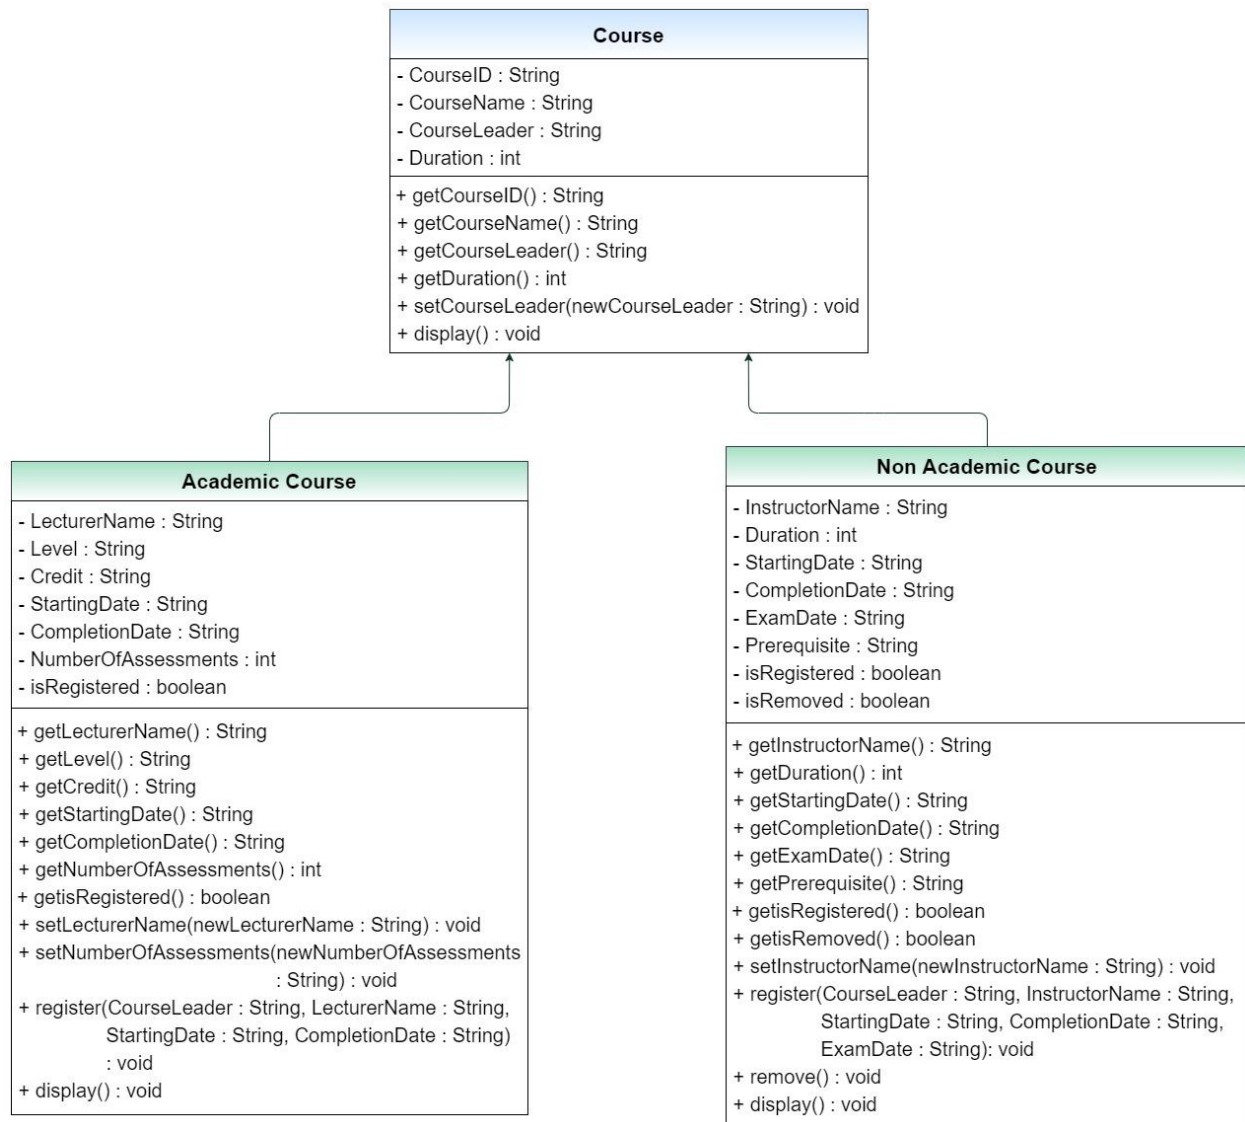 Course
- CourseID : String
- CourseName : String
- CourseLeader : String
- Duration : int
+ getCourseID() : String
+ getCourseName() : String
+ getCourseLeader() : String
+ getDuration() : int
+ setCourseLeader(newCourseLeader : String) : void
+ display() : void
Academic Course
- LecturerName : String
- Level : String
- Credit : String
- StartingDate : String
- CompletionDate : String
- NumberOfAssessments : int
- isRegistered : boolean
+ getLecturerName() : String
+ getLevel() : String
+ getCredit() : String
+ getStartingDate() : String
+ getCompletionDate() : String
+ getNumberOfAssessments() : int
+ getisRegistered() : boolean
+ setLecturerName(newLecturerName : String) : void
+ setNumberOfAssessments(newNumberOfAssessments
: String) : void
+ register(CourseLeader : String, LecturerName : String,
StartingDate : String, CompletionDate : String)
: void
+ display() : void
Non Academic Course
- InstructorName : String
- Duration : int
- StartingDate : String
- CompletionDate : String
- ExamDate : String
- Prerequisite : String
- isRegistered : boolean
- isRemoved : boolean
+ getInstructorName() : String
+ getDuration() : int
+ getStartingDate() : String
+ getCompletionDate() : String
+ getExamDate() : String
+ getPrerequisite() : String
+ getisRegistered() : boolean
+ getisRemoved() : boolean
+ setInstructorName(newInstructorName : String) : void
+ register(CourseLeader : String, InstructorName : String,
StartingDate : String, CompletionDate : String,
ExamDate : String): void
+ remove() : void
+ display() : void